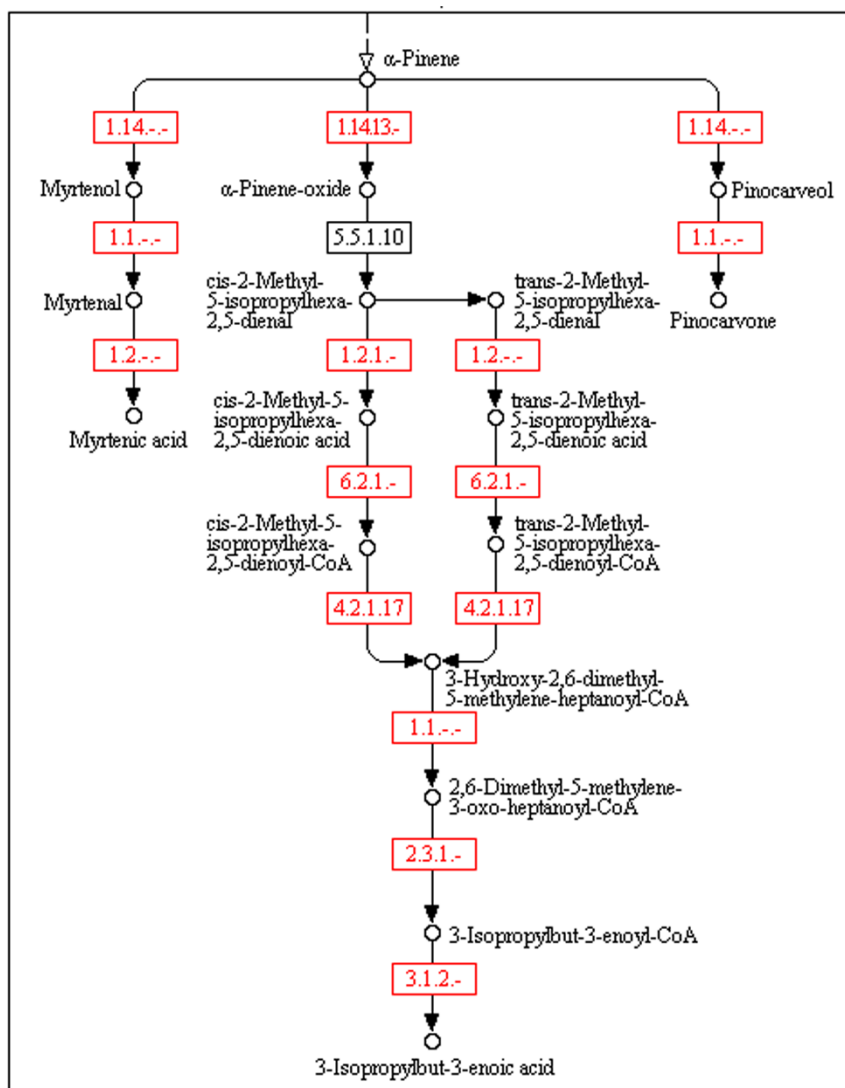 α-Pinene
1.14.-.-
1.14.13.-
1.14.-.-
Myrtenol
α-Pinene-oxide
Pinocarveol
1.1.-.-
5.5.1.10
1.1.-.-
Myrtenal
cis-2-Methyl-
5-isopropylhexa-
2,5-dienal
trans-2-Methyl-
5-isopropylhexa-
2,5-dienal
Pinocarvone
1.2.-.-
1.2.1.-
1.2.-.-
Myrtenic acid
cis-2-Methyl-5-
isopropylhexa-
2,5-dienoic acid
trans-2-Methyl-
5-isopropylhexa-
2,5-dienoic acid
6.2.1.-
6.2.1.-
cis-2-Methyl-5-
isopropylhexa-
2,5-dienoyl-CoA
trans-2-Methyl-
5-isopropylhexa-
2,5-dienoyl-CoA
4.2.1.17
4.2.1.17
3-Hydroxy-2,6-dimethyl-
5-methylene-heptanoyl-CoA
1.1.-.-
2,6-Dimethyl-5-methylene-
3-oxo-heptanoyl-CoA
2.3.1.-
3-Isopropylbut-3-enoyl-CoA
3.1.2.-
3-Isopropylbut-3-enoic acid